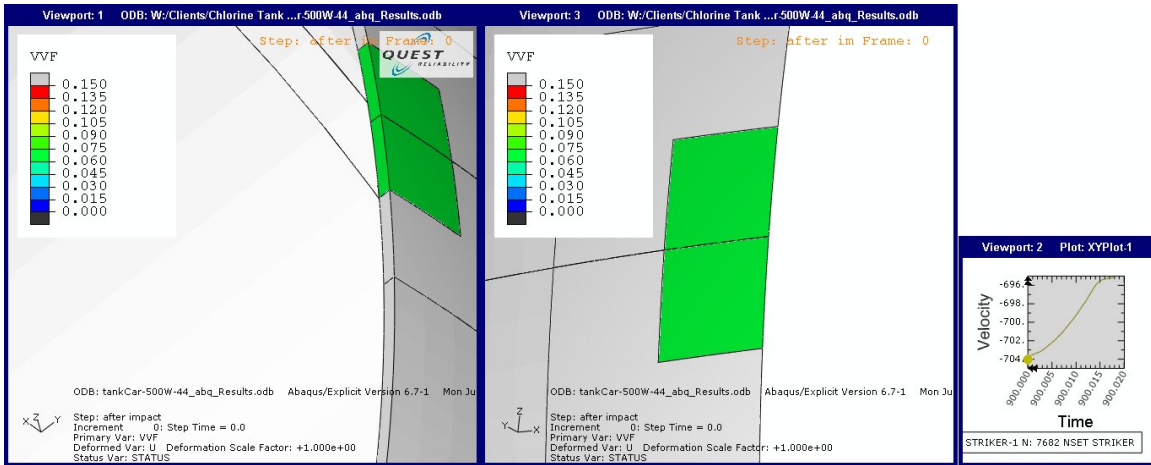 Viewport: 1 ODB: W:/Clients/Chlorine Tank ...r-500W-44_abq_Results.odb
Step: after im Frame: 0
QUEST
RELIABILITY
VVF
0.150
0.135
0.120
0.105
0.090
0.075
0.060
0.045
0.030
0.015
0.000
ODB: tankCar-500W-44_abq_Results.odb Abaqus/Explicit Version 6.7-1 Mon Ju
X Z Y
Step: after impact
Increment 0: Step Time = 0.0
Primary Var: VVF
Deformed Var: U Deformation Scale Factor: +1.000e+00
Status Var: STATUS
Viewport: 3 ODB: W:/Clients/Chlorine Tank ...r-500W-44_abq_Results.odb
Step: after im Frame: 0
VVF
0.150
0.135
0.120
0.105
0.090
0.075
0.060
0.045
0.030
0.015
0.000
ODB: tankCar-500W-44_abq_Results.odb Abaqus/Explicit Version 6.7-1 Mon Ju
Z
Y X
Step: after impact
Increment 0: Step Time = 0.0
Primary Var: VVF
Deformed Var: U Deformation Scale Factor: +1.000e+00
Status Var: STATUS
Viewport: 2 Plot: XYPlot-1
Velocity
-696.
-698.
-700.
-702.
-704.
900.000
900.005
900.010
900.015
900.020
Time
STRIKER-1 N: 7682 NSET STRIKER